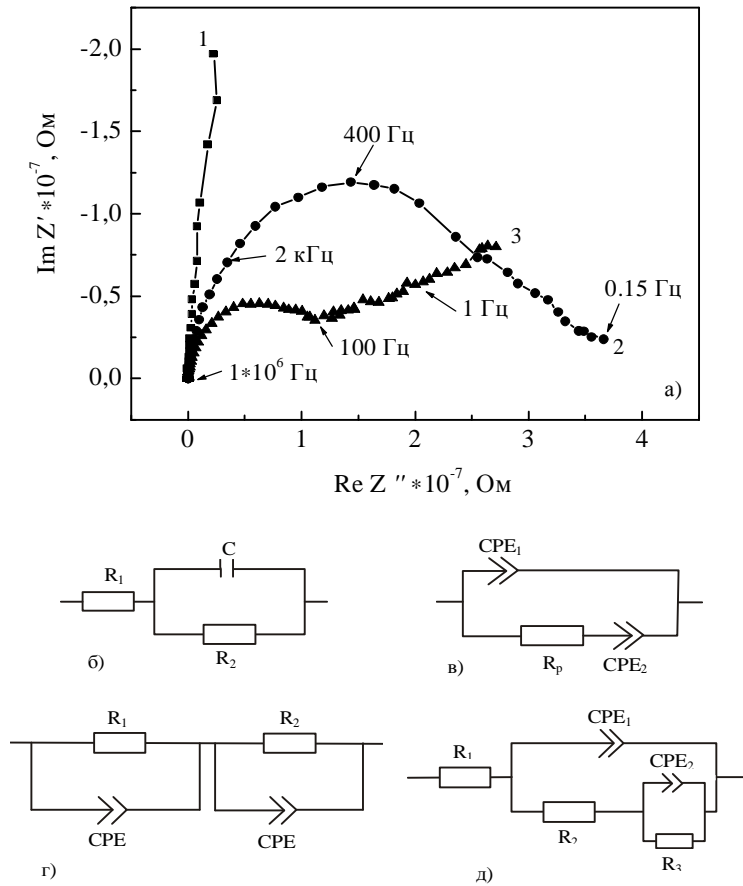 -2,0
-1,5
-1,0
-0,5
0,0
Im Z′*10⁻⁷, Ом
1
400 Гц
2 кГц
3
1 Гц
100 Гц
0.15 Гц
2
1*10⁶ Гц
а)
0 1 2 3 4
Re Z ″*10⁻⁷, Ом
C
R₁
R₂
б)
CPE₁
Rₚ
CPE₂
в)
R₁
R₂
CPE
CPE
г)
CPE₁
R₁
CPE₂
R₂
R₃
д)